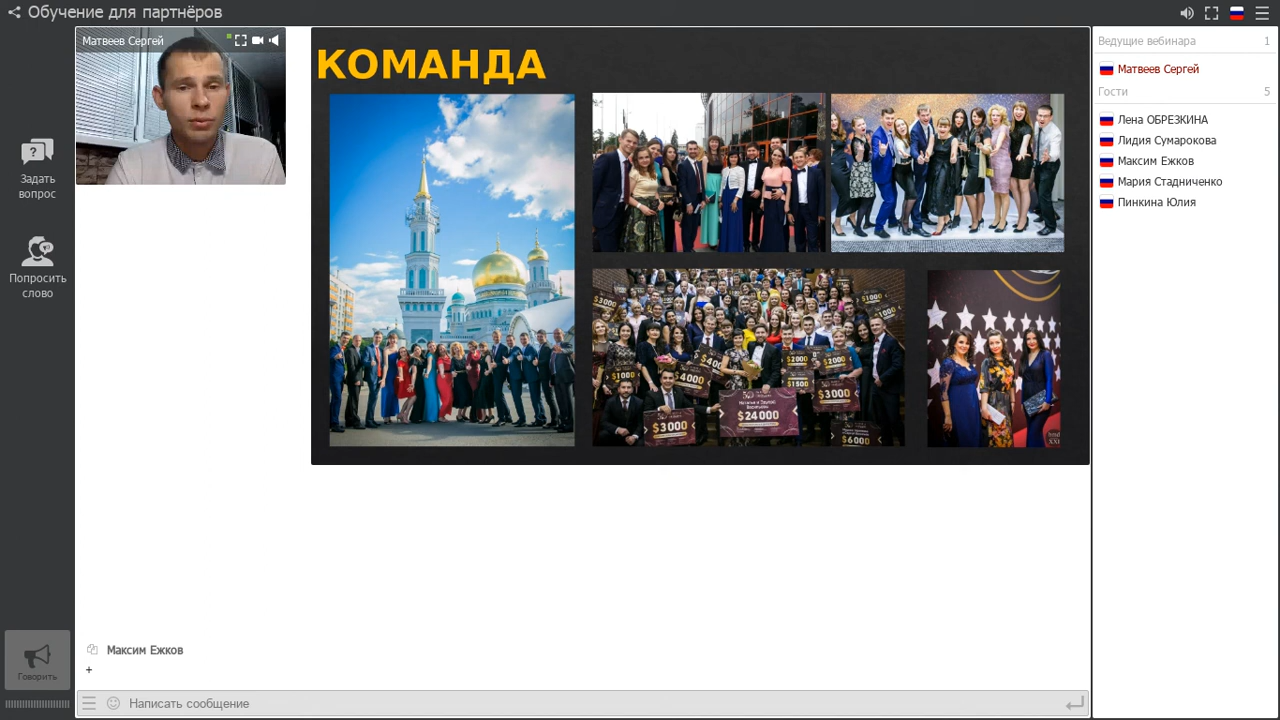 Обучение для партнёров
Матвеев Сергей
Задать
вопрос
Попросить
слово
Говорить
КОМАНДА
$3000
$1000
$1000
$4000
$2000
$2000
$1500
$3000
$24000
$3000
$6000
Максим Ежков
+
Написать сообщение
Ведущие вебинара 1
Матвеев Сергей
Гости 5
Лена ОБРЕЗКИНА
Лидия Сумарокова
Максим Ежков
Мария Стадниченко
Пинкина Юлия